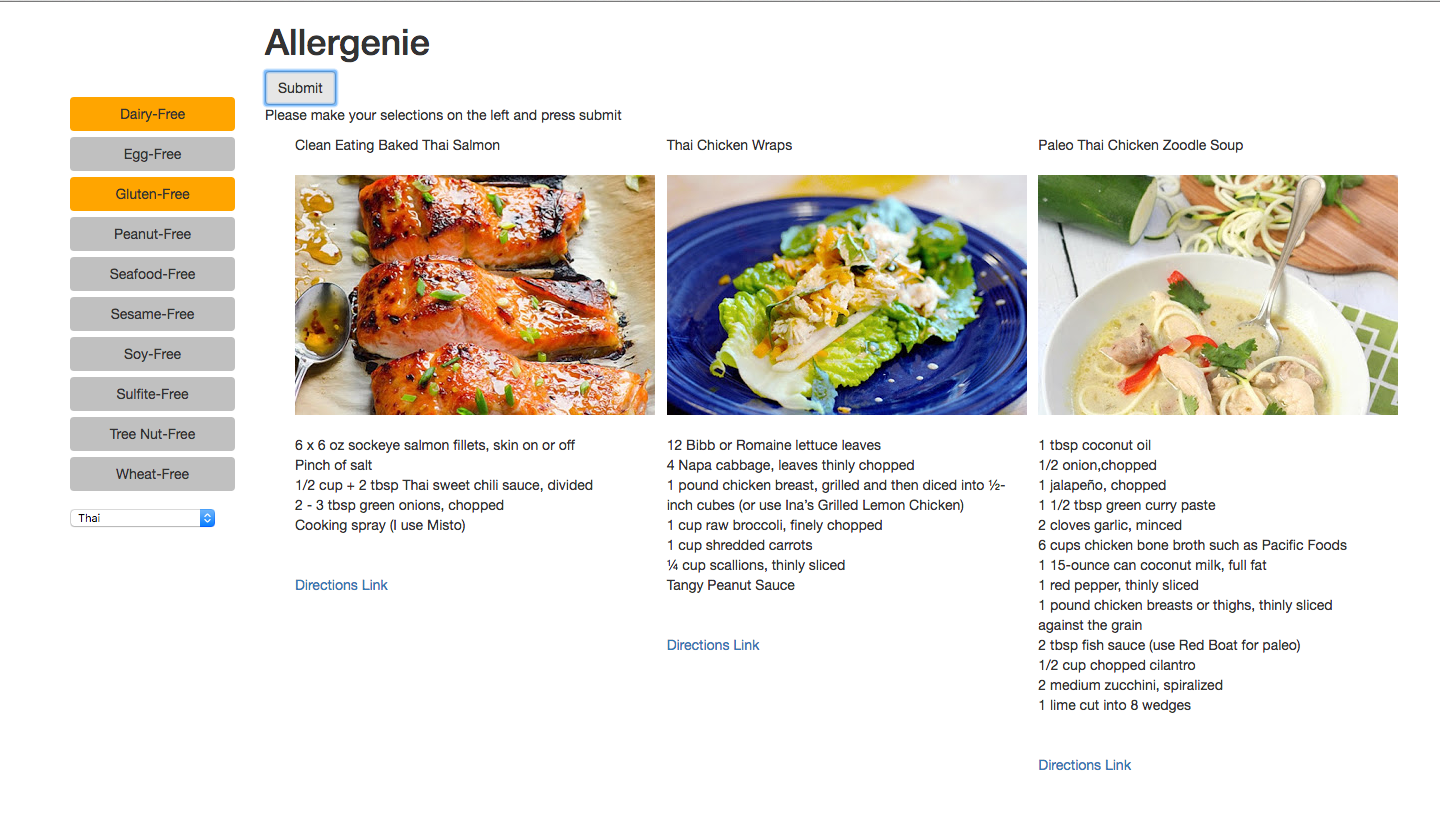 Allergenie
Submit
Please make your selections on the left and press submit
Dairy-Free
Egg-Free
Gluten-Free
Peanut-Free
Seafood-Free
Sesame-Free
Soy-Free
Sulfite-Free
Tree Nut-Free
Wheat-Free
Thai
Clean Eating Baked Thai Salmon
6 x 6 oz sockeye salmon fillets, skin on or off
Pinch of salt
1/2 cup + 2 tbsp Thai sweet chili sauce, divided
2 - 3 tbsp green onions, chopped
Cooking spray (I use Misto)
Directions Link
Thai Chicken Wraps
12 Bibb or Romaine lettuce leaves
4 Napa cabbage, leaves thinly chopped
1 pound chicken breast, grilled and then diced into ½-
inch cubes (or use Ina’s Grilled Lemon Chicken)
1 cup raw broccoli, finely chopped
1 cup shredded carrots
¼ cup scallions, thinly sliced
Tangy Peanut Sauce
Directions Link
Paleo Thai Chicken Zoodle Soup
1 tbsp coconut oil
1/2 onion,chopped
1 jalapeño, chopped
1 1/2 tbsp green curry paste
2 cloves garlic, minced
6 cups chicken bone broth such as Pacific Foods
1 15-ounce can coconut milk, full fat
1 red pepper, thinly sliced
1 pound chicken breasts or thighs, thinly sliced
against the grain
2 tbsp fish sauce (use Red Boat for paleo)
1/2 cup chopped cilantro
2 medium zucchini, spiralized
1 lime cut into 8 wedges
Directions Link